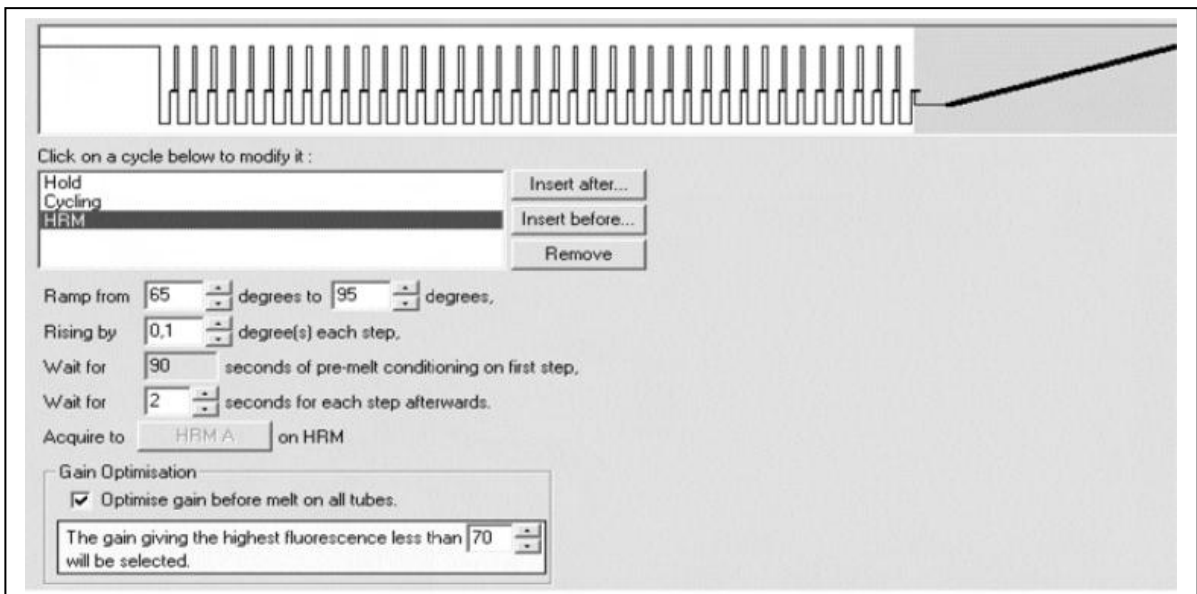 Click on a cycle below to modify it :
Hold
Insert after...
Cycling
HRM
Insert before...
Remove
Ramp from 65 degrees to 95 degrees,
Rising by 0,1 degree(s) each step,
Wait for 90 seconds of pre-melt conditioning on first step,
Wait for 2 seconds for each step afterwards.
Acquire to HRM A on HRM
Gain Optimisation
Optimise gain before melt on all tubes.
The gain giving the highest fluorescence less than 70
will be selected.